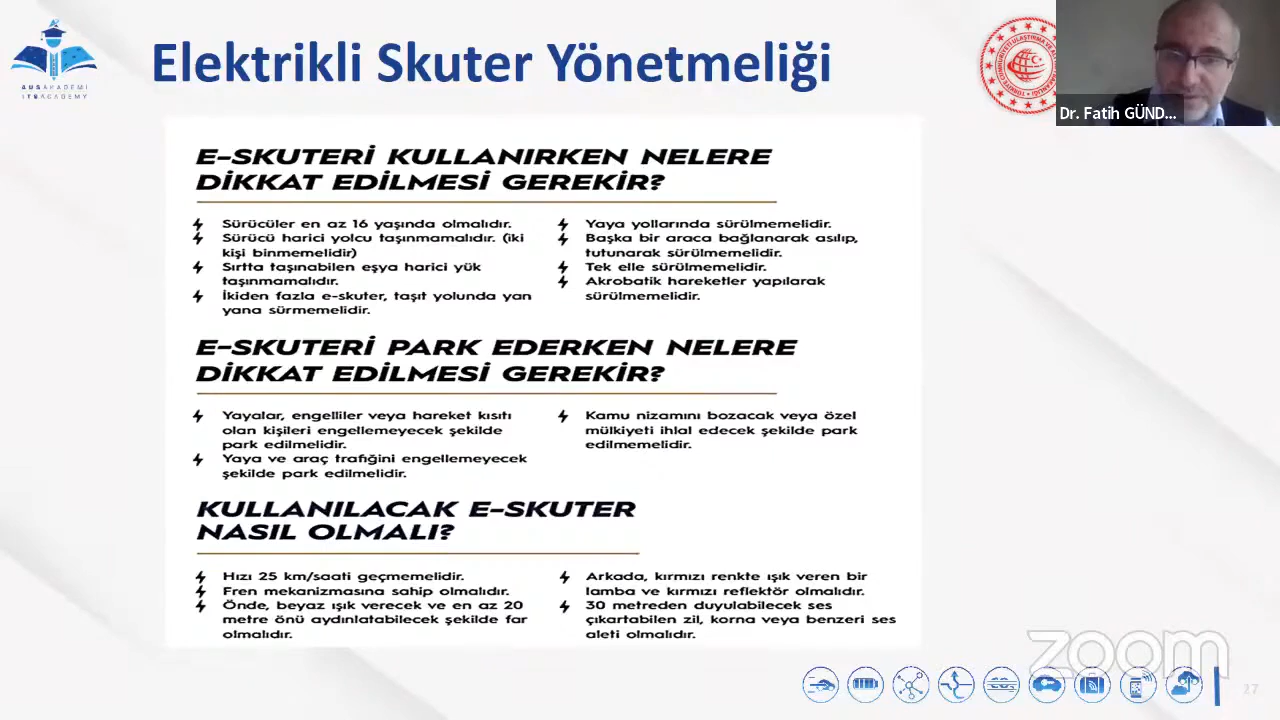 Elektrikli Skuter Yönetmeliği
AUSAKADEMİ
ITSACADEMY
Dr. Fatih GÜND...
E-SKUTERİ KULLANIRKEN NELERE
DİKKAT EDİLMESİ GEREKİR?
Sürücüler en az 16 yaşında olmalıdır.
Sürücü harici yolcu taşınmamalıdır. (iki
kişi binmemelidir)
Sırtta taşınabilen eşya harici yük
taşınmamalıdır.
İkiden fazla e-skuter, taşıt yolunda yan
yana sürmemelidir.
Yaya yollarında sürülmemelidir.
Başka bir araca bağlanarak asılıp,
tutunarak sürülmemelidir.
Tek elle sürülmemelidir.
Akrobatik hareketler yapılarak
sürülmemelidir.
E-SKUTERİ PARK EDERKEN NELERE
DİKKAT EDİLMESİ GEREKİR?
Yayalar, engelliler veya hareket kısıtı
olan kişileri engellemeyecek şekilde
park edilmelidir.
Yaya ve araç trafiğini engellemeyecek
şekilde park edilmelidir.
Kamu nizamını bozacak veya özel
mülkiyeti ihlal edecek şekilde park
edilmemelidir.
KULLANILACAK E-SKUTER
NASIL OLMALI?
Hızı 25 km/saati geçmemelidir.
Fren mekanizmasına sahip olmalıdır.
Önde, beyaz ışık verecek ve en az 20
metre önü aydınlatabilecek şekilde far
olmalıdır.
Arkada, kırmızı renkte ışık veren bir
lamba ve kırmızı reflektör olmalıdır.
30 metreden duyulabilecek ses
çıkartabilen zil, korna veya benzeri ses
aleti olmalıdır.
zoom
27